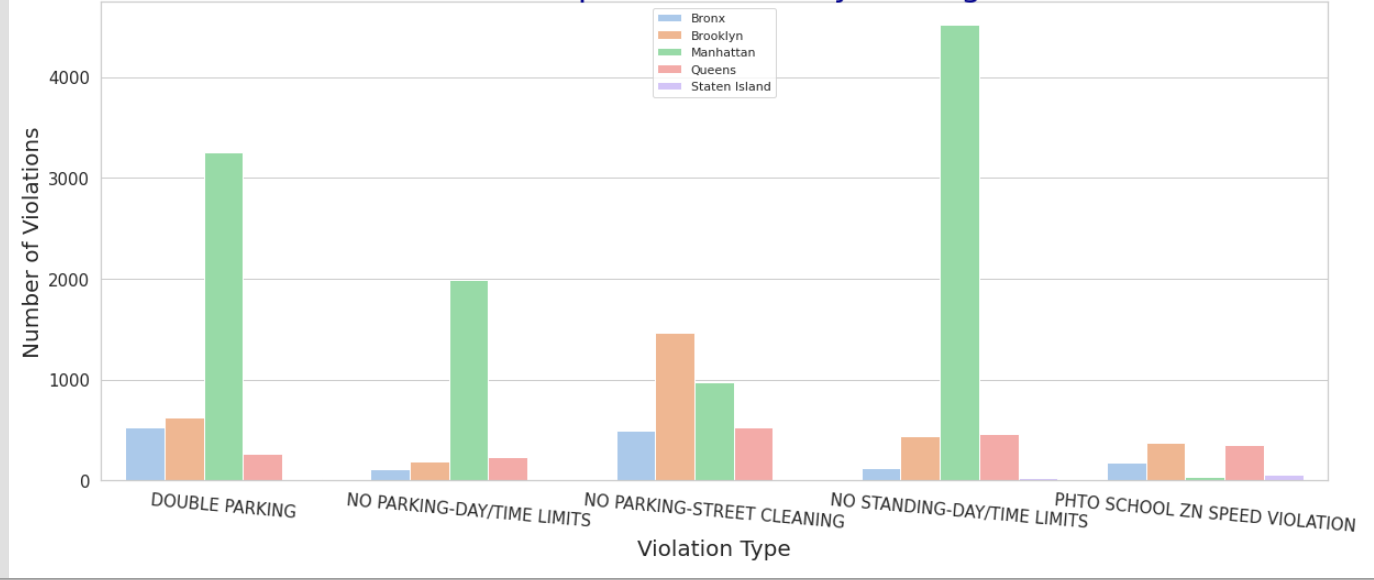 Bronx
Brooklyn
Manhattan
Queens
Staten Island
4000
3000
2000
1000
0
Number of Violations
DOUBLE PARKING
NO PARKING-DAY/TIME LIMITS
NO PARKING-STREET CLEANING
NO STANDING-DAY/TIME LIMITS
PHTO SCHOOL ZN SPEED VIOLATION
Violation Type